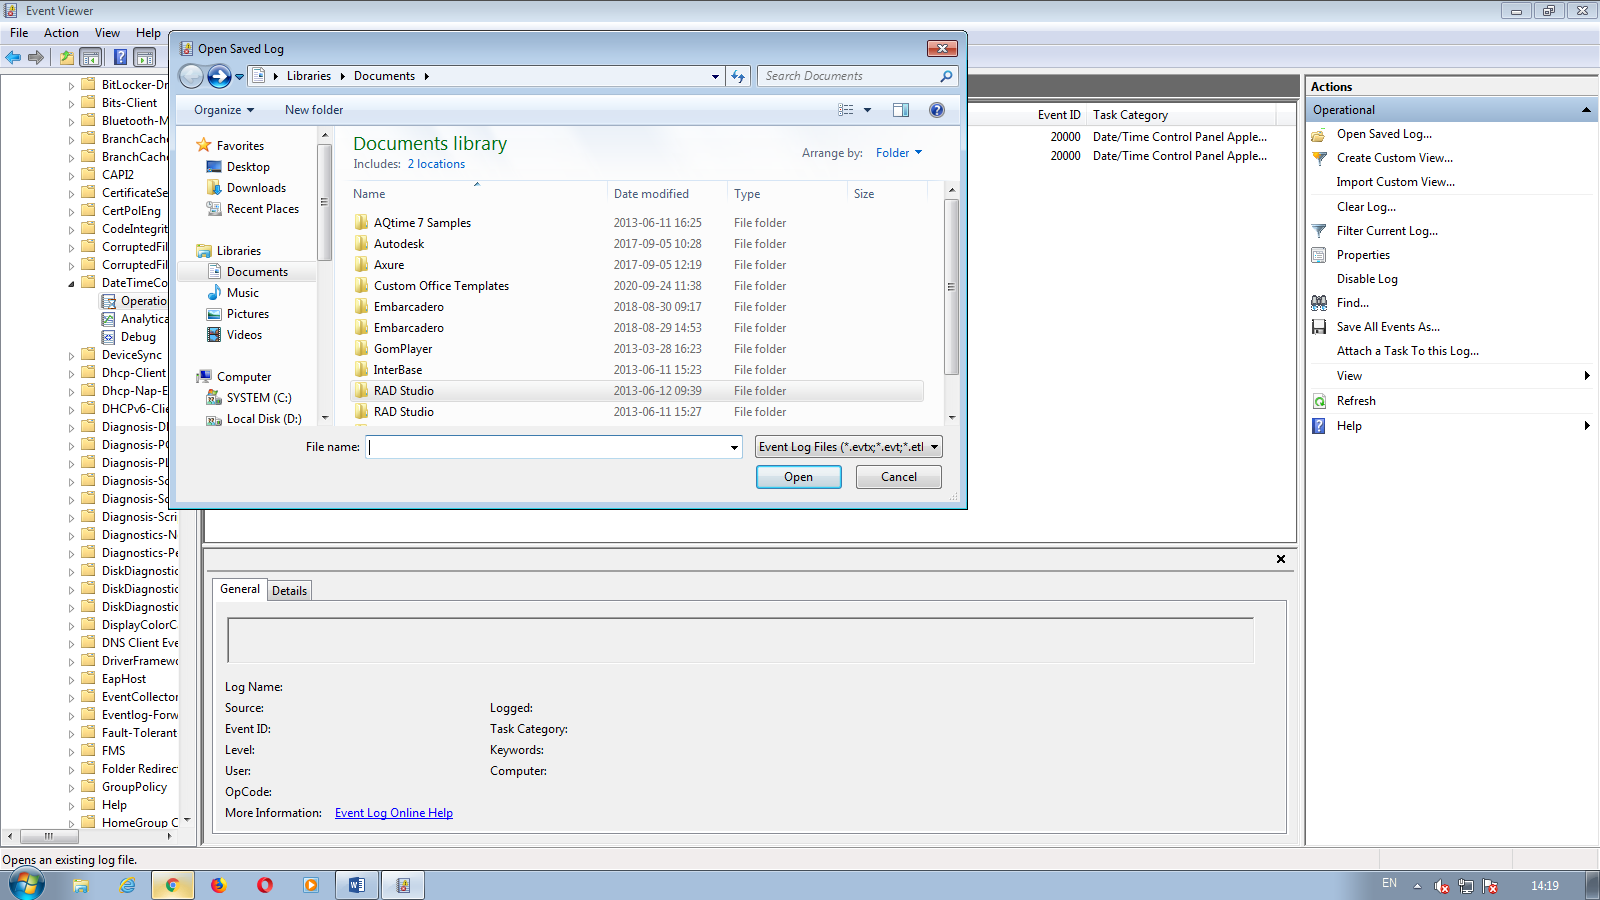 Event Viewer
File Action View Help
BitLocker-Dr
Bits-Client
Bluetooth-M
BranchCache
BranchCache
CAPI2
CertificateSe
CertPolEng
CodeIntegrit
CorruptedFil
CorruptedFil
DateTimeCo
Operatio
Analytica
Debug
DeviceSync
Dhcp-Client
Dhcp-Nap-E
DHCPv6-Clie
Diagnosis-DI
Diagnosis-PC
Diagnosis-PL
Diagnosis-Sc
Diagnosis-Sc
Diagnosis-Scri
Diagnostics-N
Diagnostics-Pe
DiskDiagnostic
DiskDiagnostic
DiskDiagnostic
DisplayColorC
DNS Client Eve
DriverFramew
EapHost
EventCollector
Eventlog-Forw
Fault-Tolerant
FMS
Folder Redirec
GroupPolicy
Help
HomeGroup C
Open Saved Log
Libraries Documents
Search Documents
Organize New folder
Favorites
Desktop
Downloads
Recent Places
Libraries
Documents
Music
Pictures
Videos
Computer
SYSTEM (C:)
Local Disk (D:)
Documents library
Includes: 2 locations
Arrange by: Folder
Name Date modified Type Size
AQtime 7 Samples 2013-06-11 16:25 File folder
Autodesk 2017-09-05 10:28 File folder
Axure 2017-09-05 12:19 File folder
Custom Office Templates 2020-09-24 11:38 File folder
Embarcadero 2018-08-30 09:17 File folder
Embarcadero 2018-08-29 14:53 File folder
GomPlayer 2013-03-28 16:23 File folder
InterBase 2013-06-11 15:23 File folder
RAD Studio 2013-06-12 09:39 File folder
RAD Studio 2013-06-11 15:27 File folder
File name:
Event Log Files (*.evtx;*.evt;*.etl
Open Cancel
Event ID Task Category
20000 Date/Time Control Panel Apple...
20000 Date/Time Control Panel Apple...
General Details
Log Name:
Source: Logged:
Event ID: Task Category:
Level: Keywords:
User: Computer:
OpCode:
More Information: Event Log Online Help
Actions
Operational
Open Saved Log...
Create Custom View...
Import Custom View...
Clear Log...
Filter Current Log...
Properties
Disable Log
Find...
Save All Events As...
Attach a Task To this Log...
View
Refresh
Help
Opens an existing log file.
EN 14:19